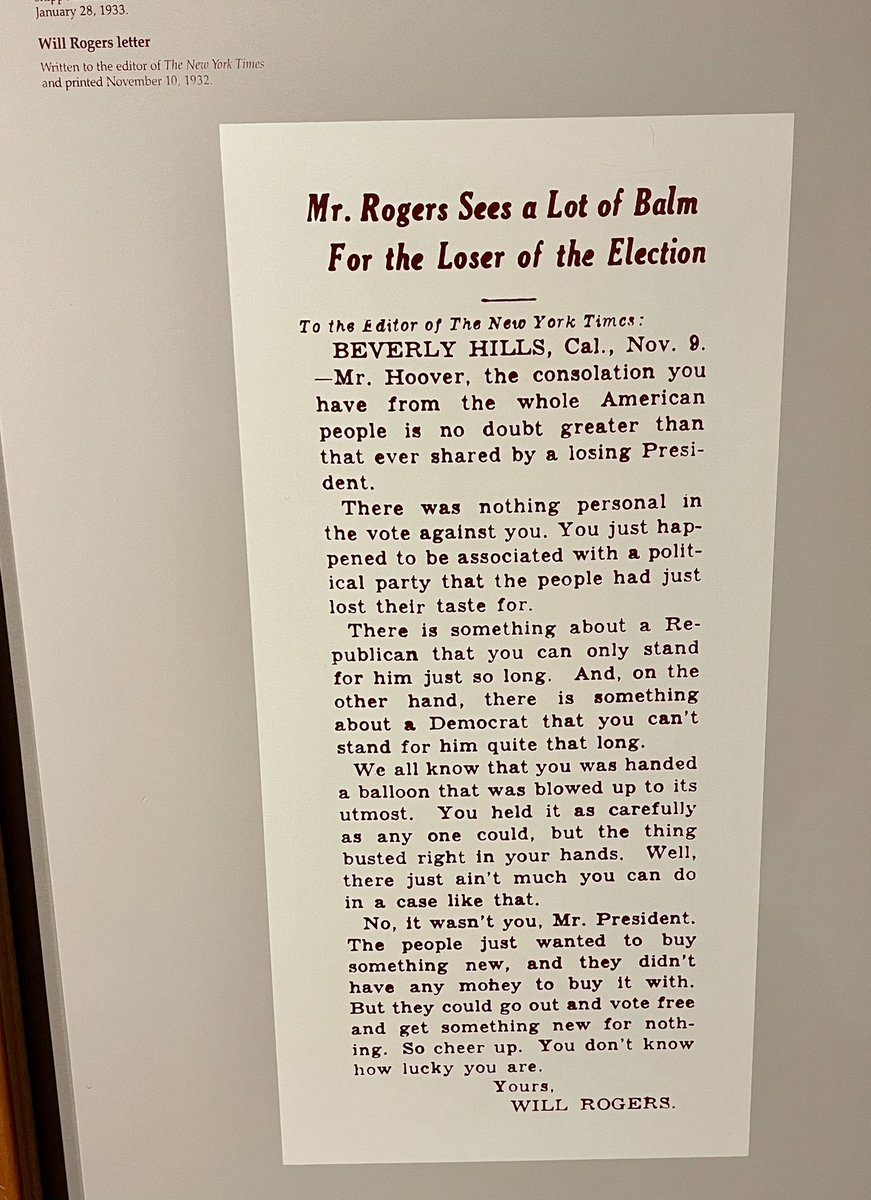 January 28, 1933.
Will Rogers letter
Written to the editor of The New York Times
and printed November 10, 1932.
Mr. Rogers Sees a Lot of Balm
For the Loser of the Election
To the Editor of The New York Times:
BEVERLY HILLS, Cal., Nov. 9.
—Mr. Hoover, the consolation you
have from the whole American
people is no doubt greater than
that ever shared by a losing Presi-
dent.
There was nothing personal in
the vote against you. You just hap-
pened to be associated with a polit-
ical party that the people had just
lost their taste for.
There is something about a Re-
publican that you can only stand
for him just so long. And, on the
other hand, there is something
about a Democrat that you can't
stand for him quite that long.
We all know that you was handed
a balloon that was blowed up to its
utmost. You held it as carefully
as any one could, but the thing
busted right in your hands. Well,
there just ain't much you can do
in a case like that.
No, it wasn't you, Mr. President.
The people just wanted to buy
something new, and they didn't
have any mohey to buy it with.
But they could go out and vote free
and get something new for noth-
ing. So cheer up. You don't know
how lucky you are.
Yours,
WILL ROGERS.